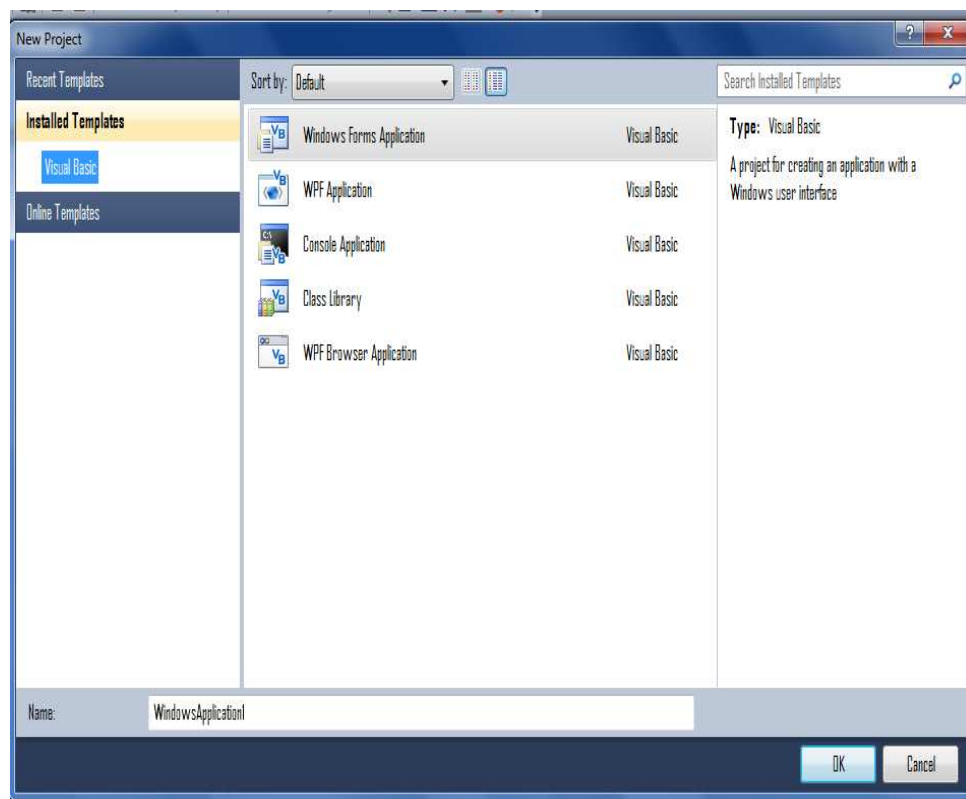 New Project
Recent Templates
Installed Templates
Visual Basic
Online Templates
Sort by: Default
Search Installed Templates
Windows Forms Application Visual Basic
WPF Application Visual Basic
Console Application Visual Basic
Class Library Visual Basic
WPF Browser Application Visual Basic
Type: Visual Basic
A project for creating an application with a
Windows user interface
Name: WindowsApplication1
OK Cancel